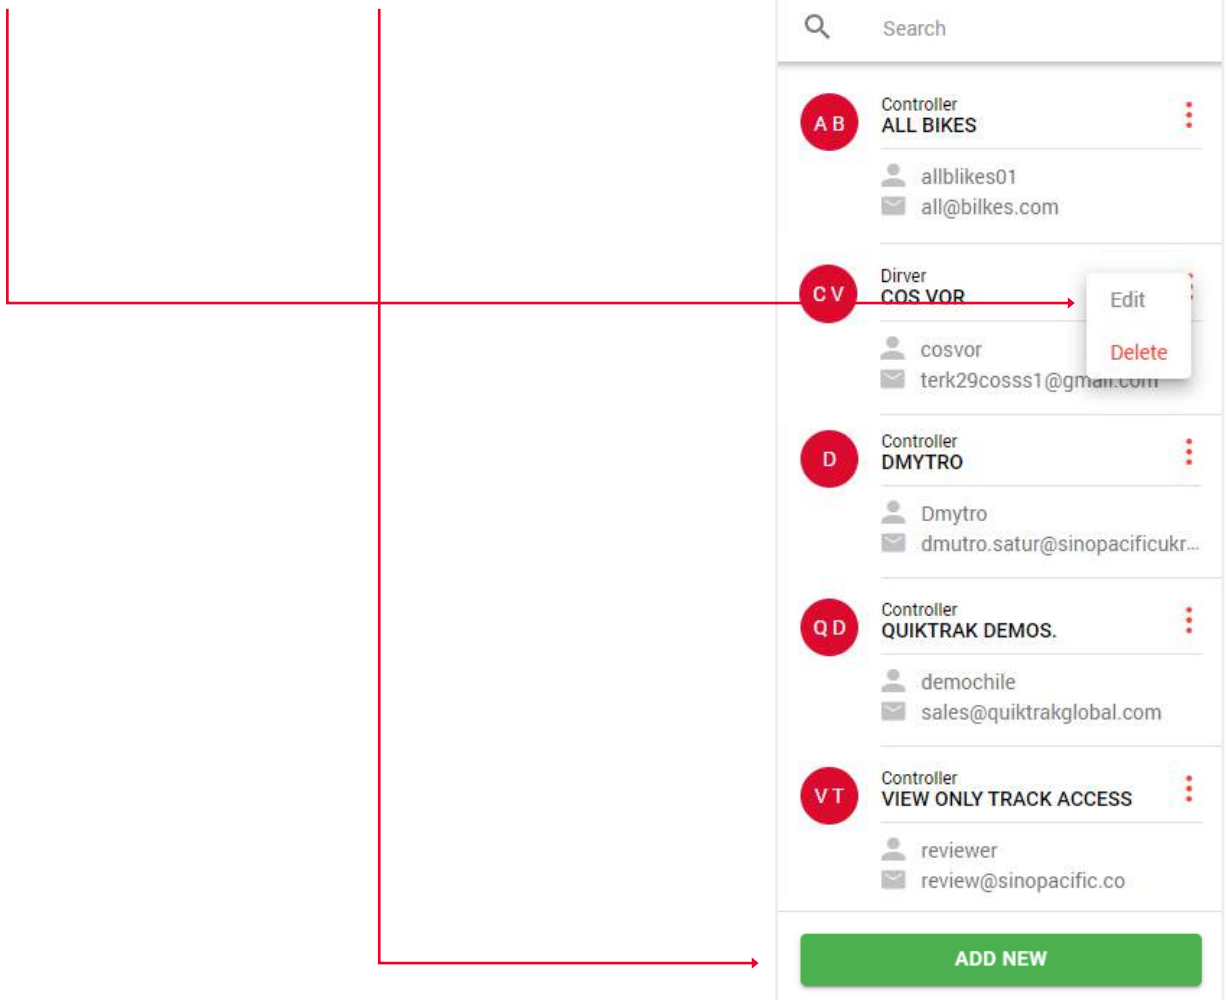 Search
A B
Controller
ALL BIKES
allblikes01
all@bilkes.com
C V
Dirver
COS VOR
Edit
Delete
cosvor
terk29cosss1@gmail.com
D
Controller
DMYTRO
Dmytro
dmutro.satur@sinopacificukr...
Q D
Controller
QUIKTRAK DEMOS.
demochile
sales@quiktrakglobal.com
V T
Controller
VIEW ONLY TRACK ACCESS
reviewer
review@sinopacific.co
ADD NEW